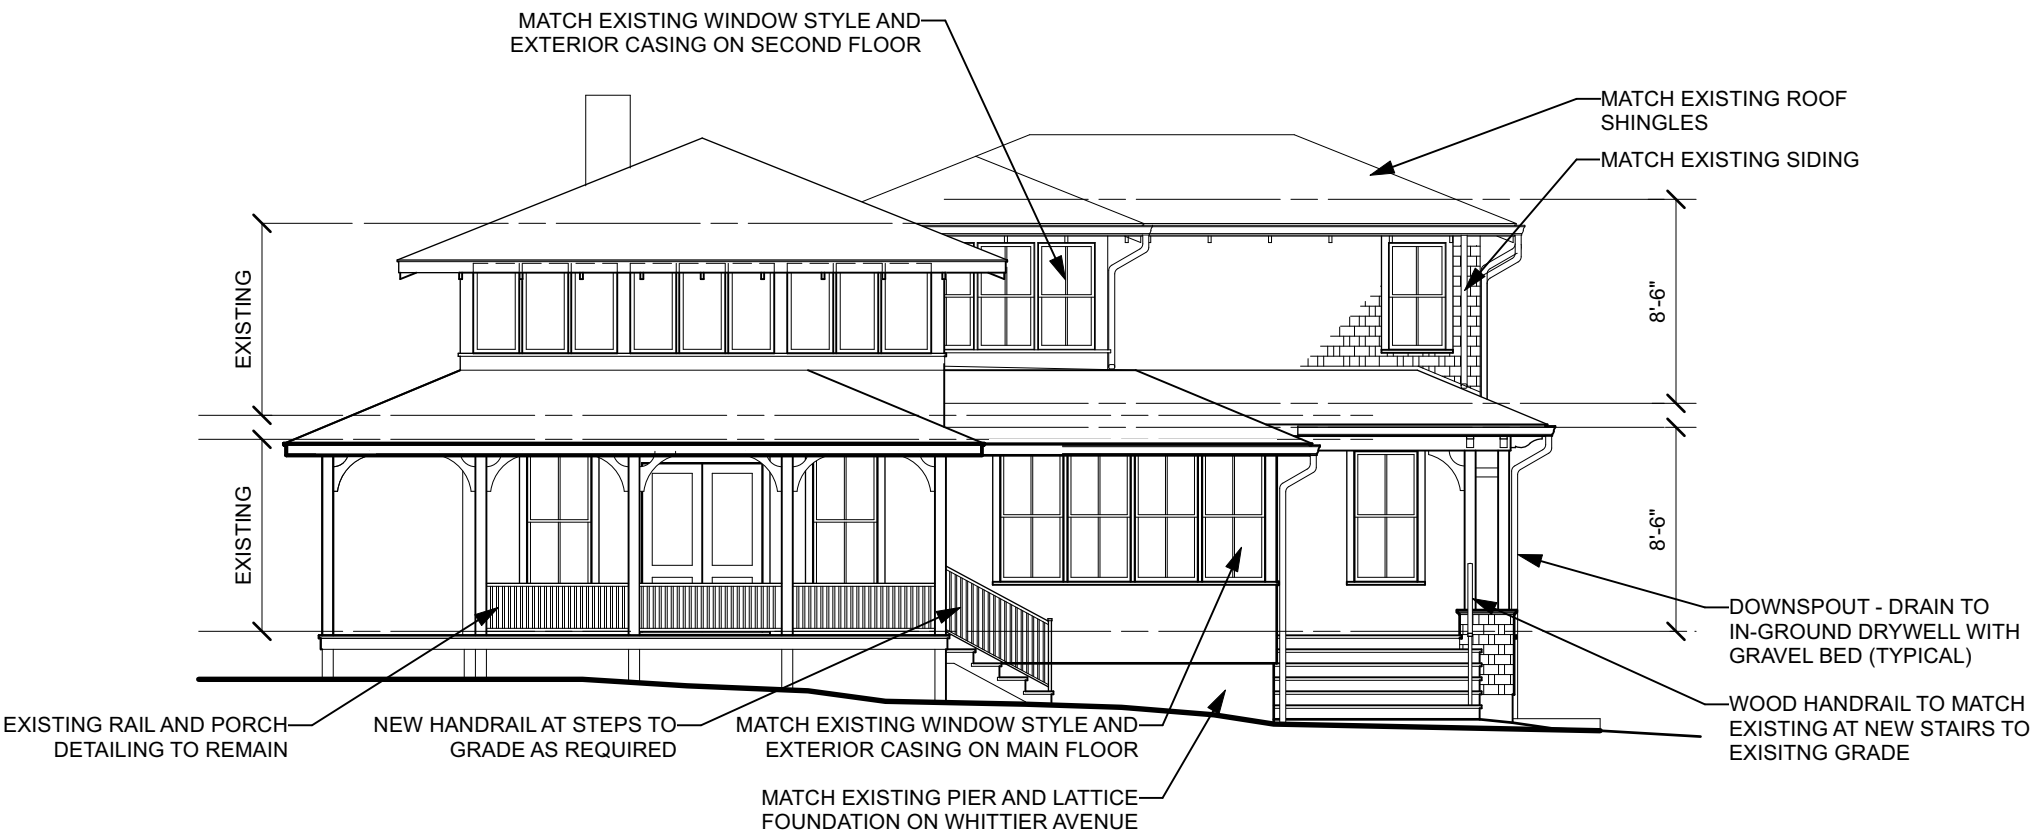 MATCH EXISTING WINDOW STYLE AND
EXTERIOR CASING ON SECOND FLOOR
MATCH EXISTING ROOF
SHINGLES
MATCH EXISTING SIDING
EXISTING
8'-6"
EXISTING
8'-6"
DOWNSPOUT - DRAIN TO
IN-GROUND DRYWELL WITH
GRAVEL BED (TYPICAL)
WOOD HANDRAIL TO MATCH
EXISTING AT NEW STAIRS TO
EXISITNG GRADE
EXISTING RAIL AND PORCH
DETAILING TO REMAIN
NEW HANDRAIL AT STEPS TO
GRADE AS REQUIRED
MATCH EXISTING WINDOW STYLE AND
EXTERIOR CASING ON MAIN FLOOR
MATCH EXISTING PIER AND LATTICE
FOUNDATION ON WHITTIER AVENUE